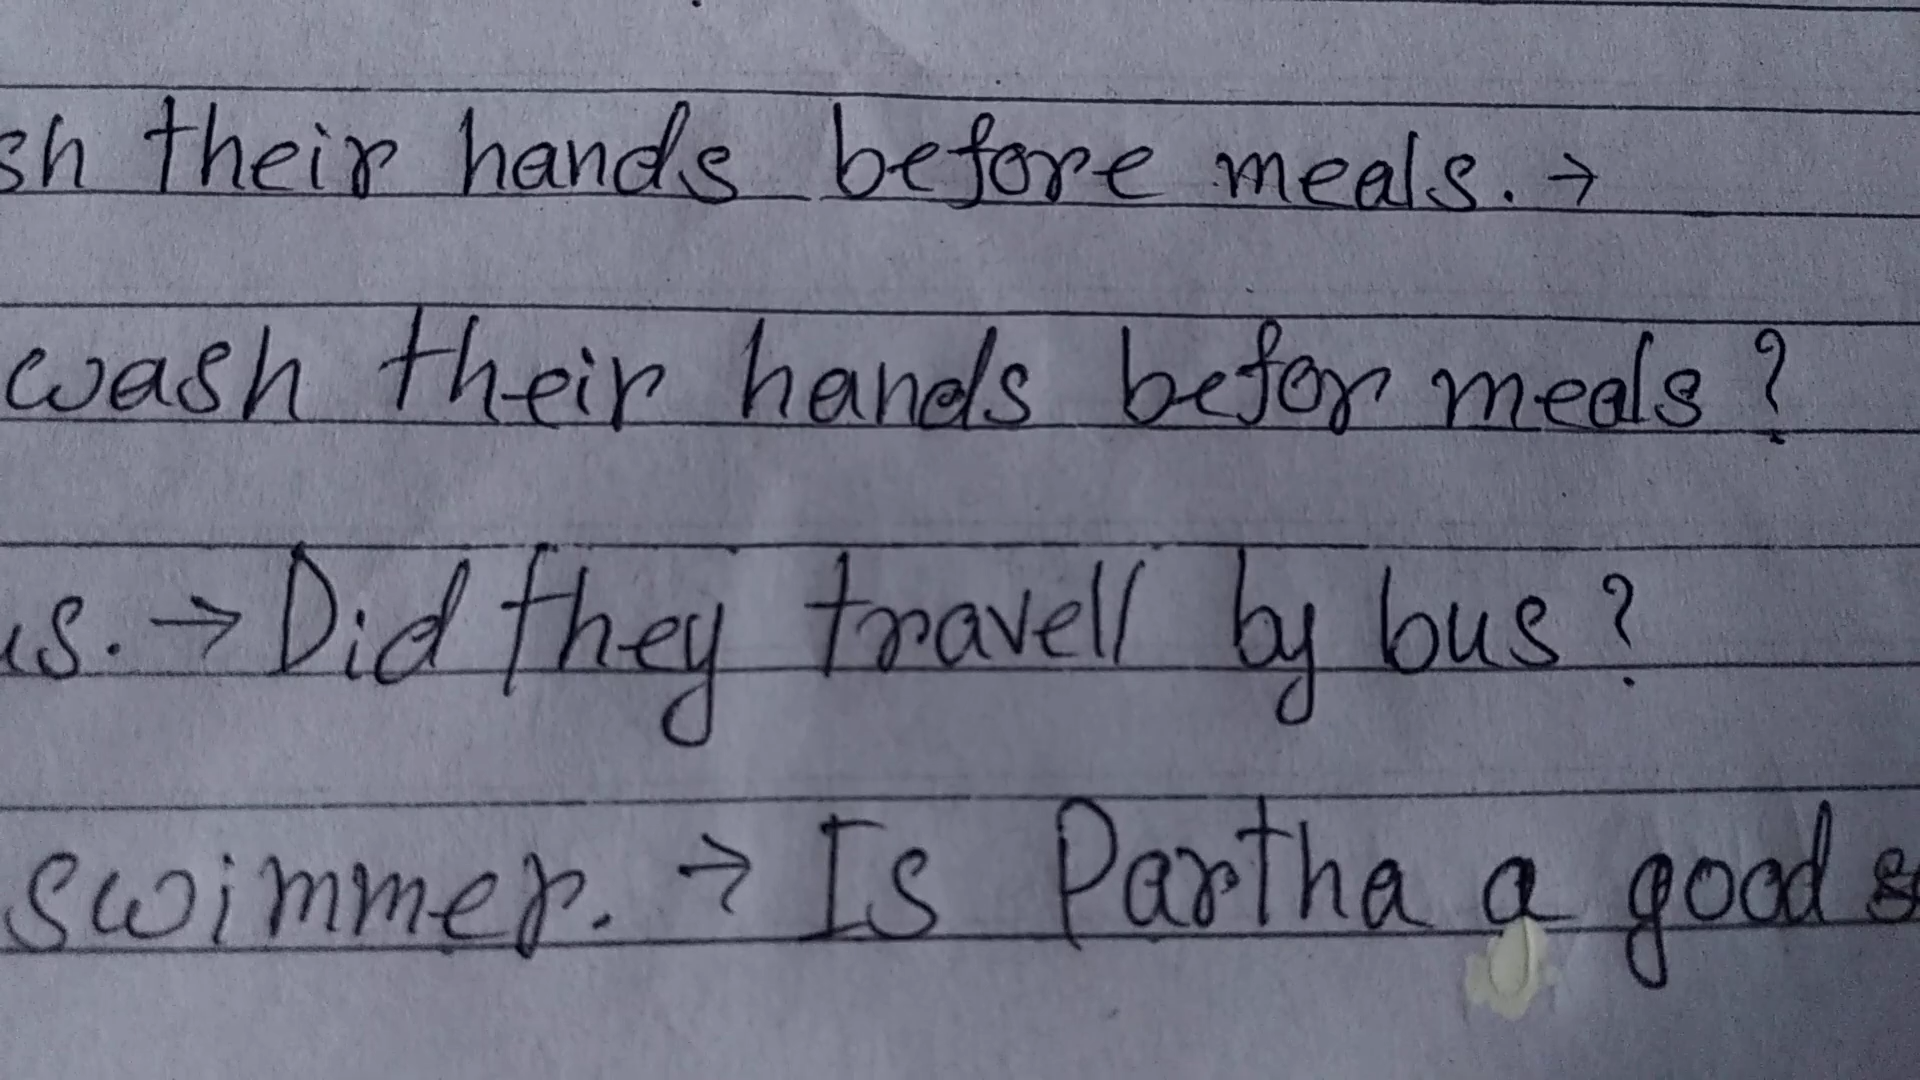 sh their hands before meals. →
wash their hands befor meals?
us. → Did they travell by bus?
swimmer. → Is Partha a good s